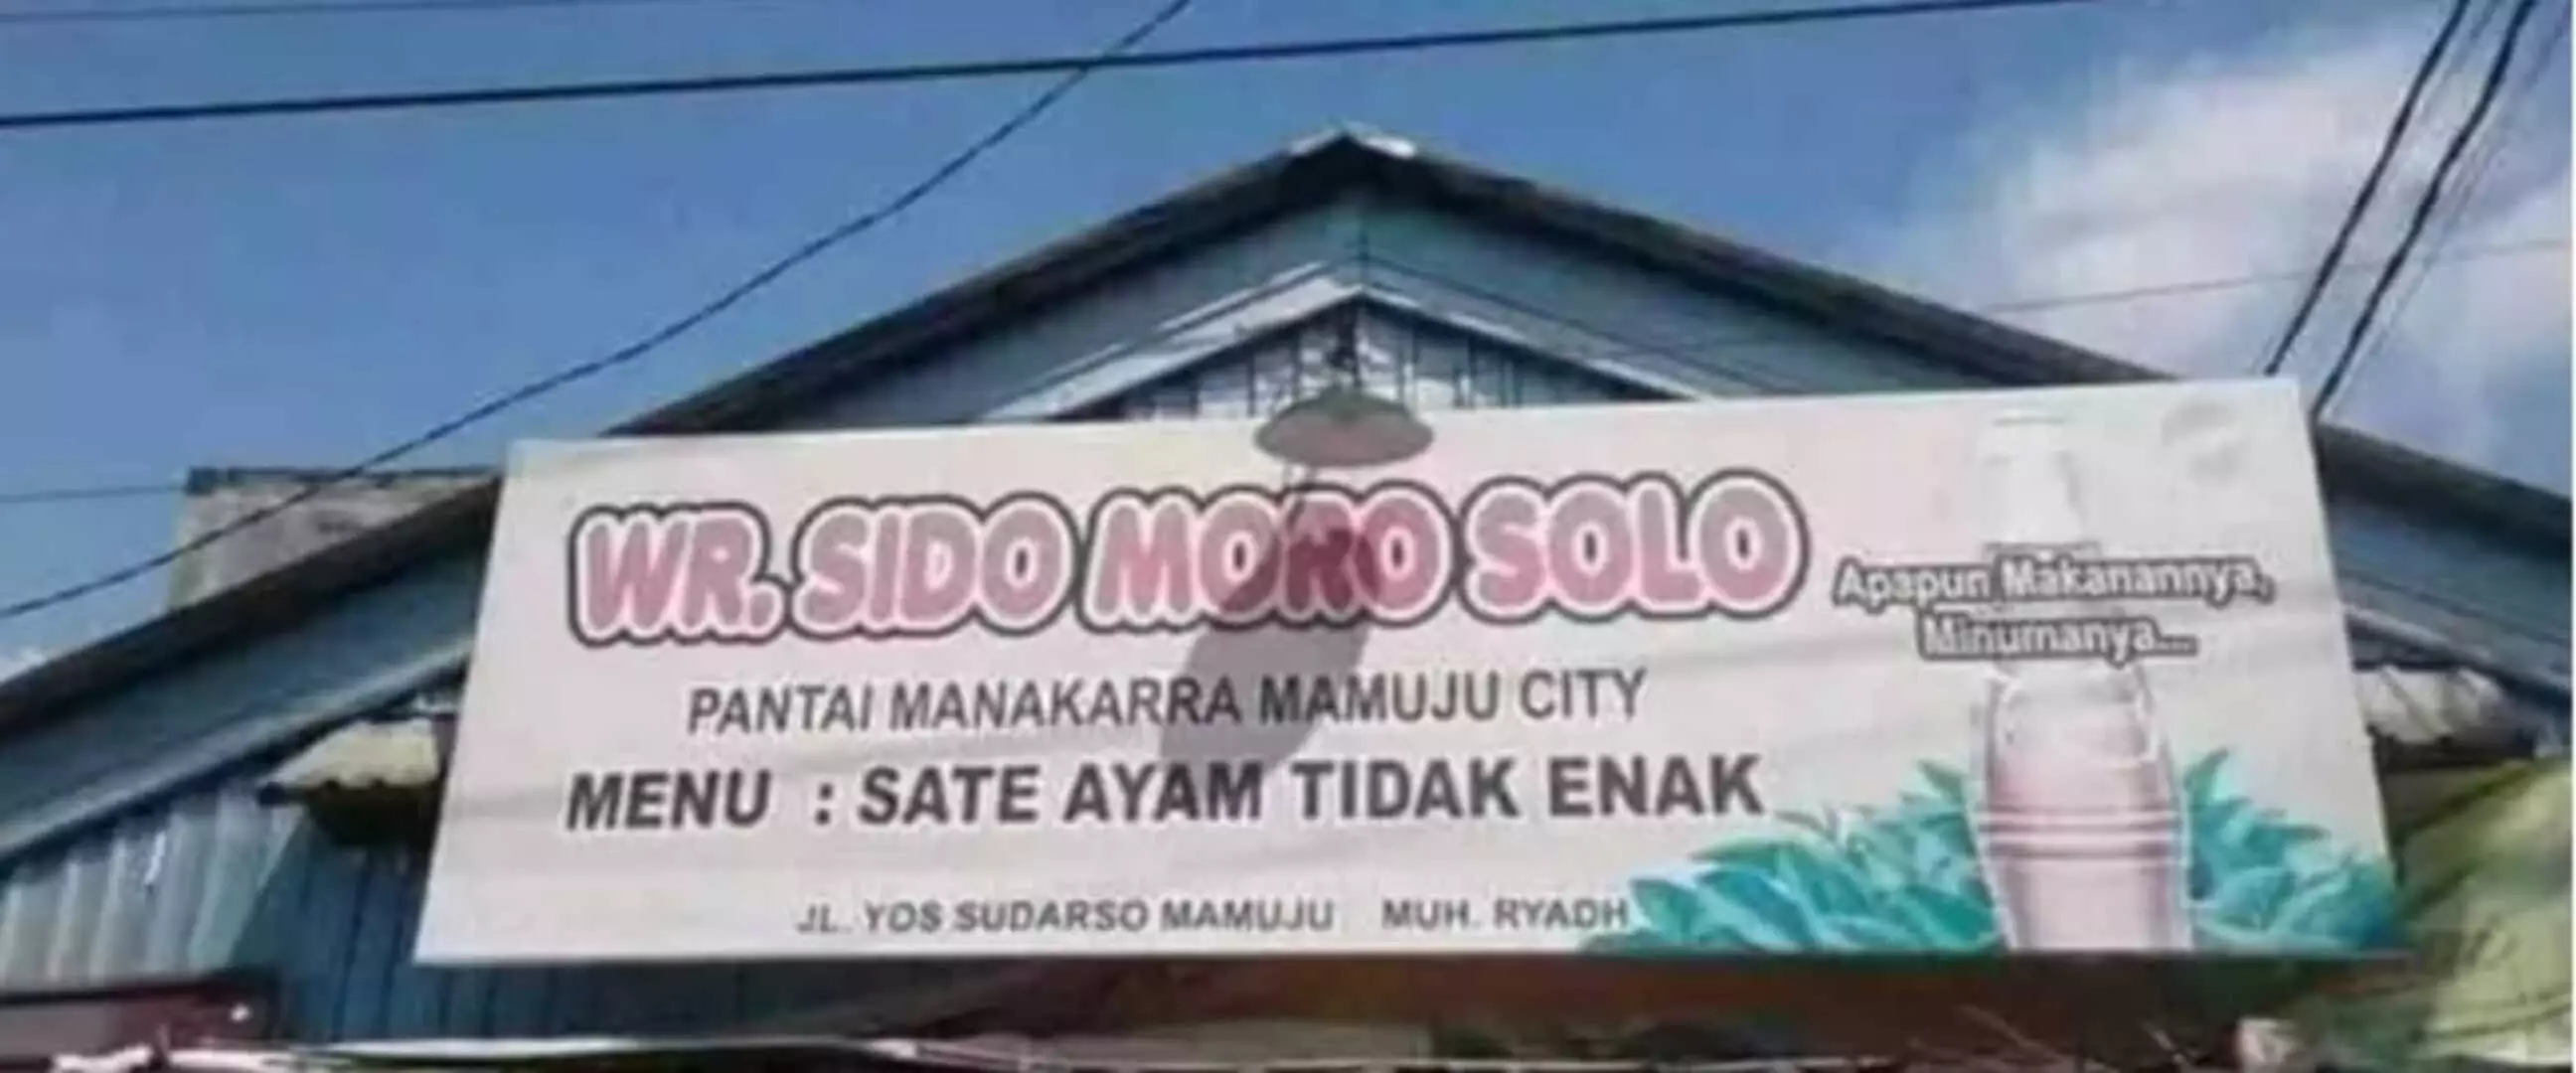 WR. SIDO MORO SOLO
Apapun Makanannya,
Minumanya...
PANTAI MANAKARRA MAMUJU CITY
MENU : SATE AYAM TIDAK ENAK
JL. YOS SUDARSO MAMUJU MUH. RYADH